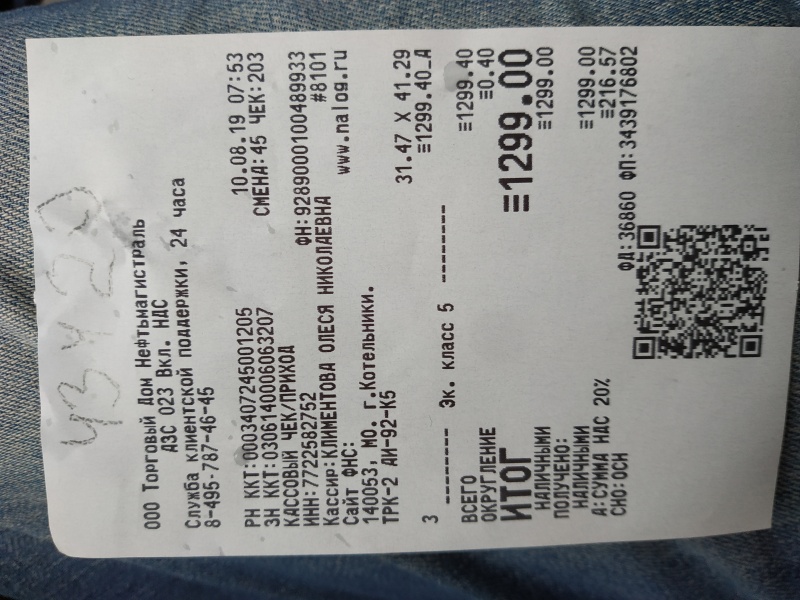 43420
ООО Торговый Дом Нефтьмагистраль
АЗС 023 Вкл. НДС
Служба клиентской поддержки, 24 часа
8-495-787-46-45
10.08.19 07:53
РН ККТ:0003407245001205 СМЕНА:45 ЧЕК:203
ЗН ККТ:0306140006063207
КАССОВЫЙ ЧЕК/ПРИХОД
ИНН:7722582752 ФН:9289000100489933
Кассир:КЛИМЕНТОВА ОЛЕСЯ НИКОЛАЕВНА #8101
Сайт ФНС: www.nalog.ru
140053, МО. г.Котельники.
ТРК-2 АИ-92-К5
31.47 X 41.29
3 ≡1299.40_А
-------- Эк. класс 5 --------
ВСЕГО ≡1299.40
ОКРУГЛЕНИЕ ≡0.40
ИТОГ ≡1299.00
НАЛИЧНЫМИ ≡1299.00
ПОЛУЧЕНО:
НАЛИЧНЫМИ ≡1299.00
А:СУММА НДС 20% ≡216.57
СНО:ОСН ФД:36860 ФП:3439176802